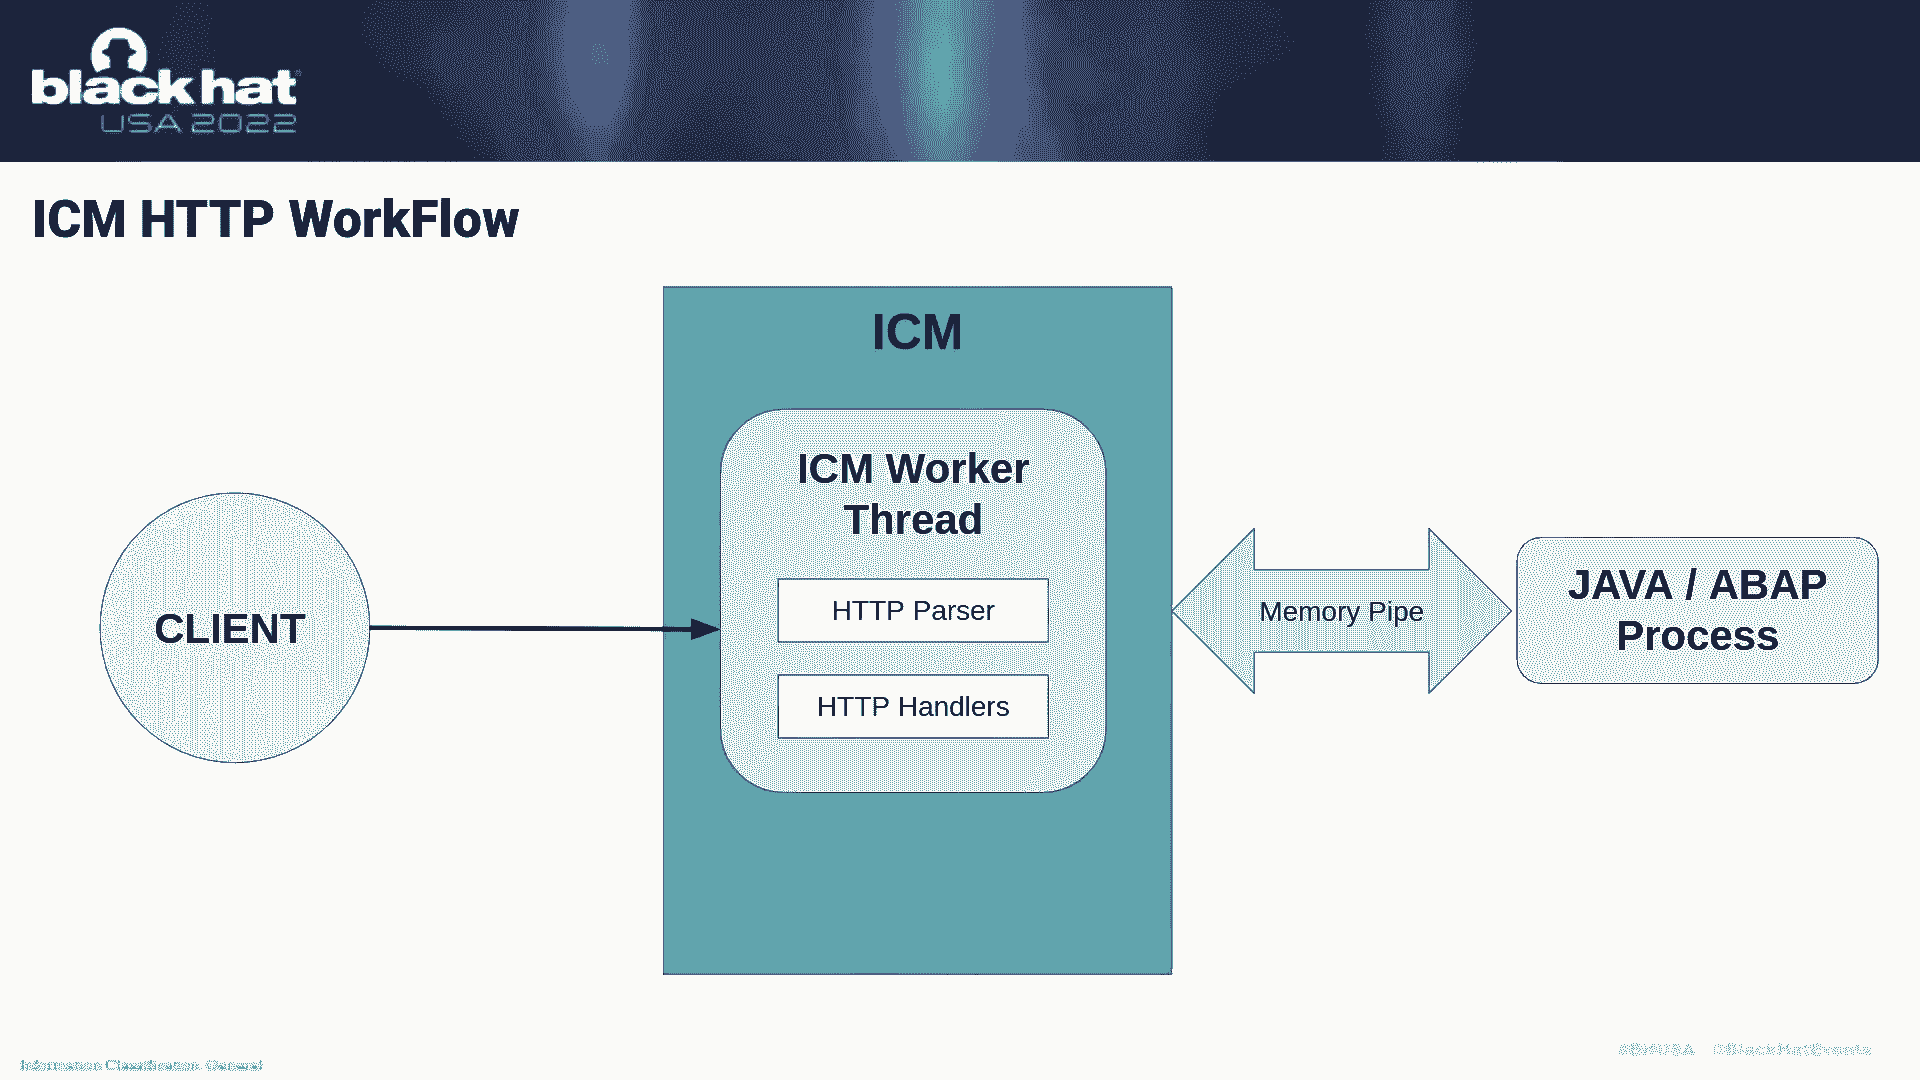 black hat
USA 2022
ICM HTTP WorkFlow
ICM
ICM Worker
Thread
HTTP Parser
HTTP Handlers
CLIENT
Memory Pipe
JAVA / ABAP
Process
Information Classification: General
#BHUSA @BlackHatEvents